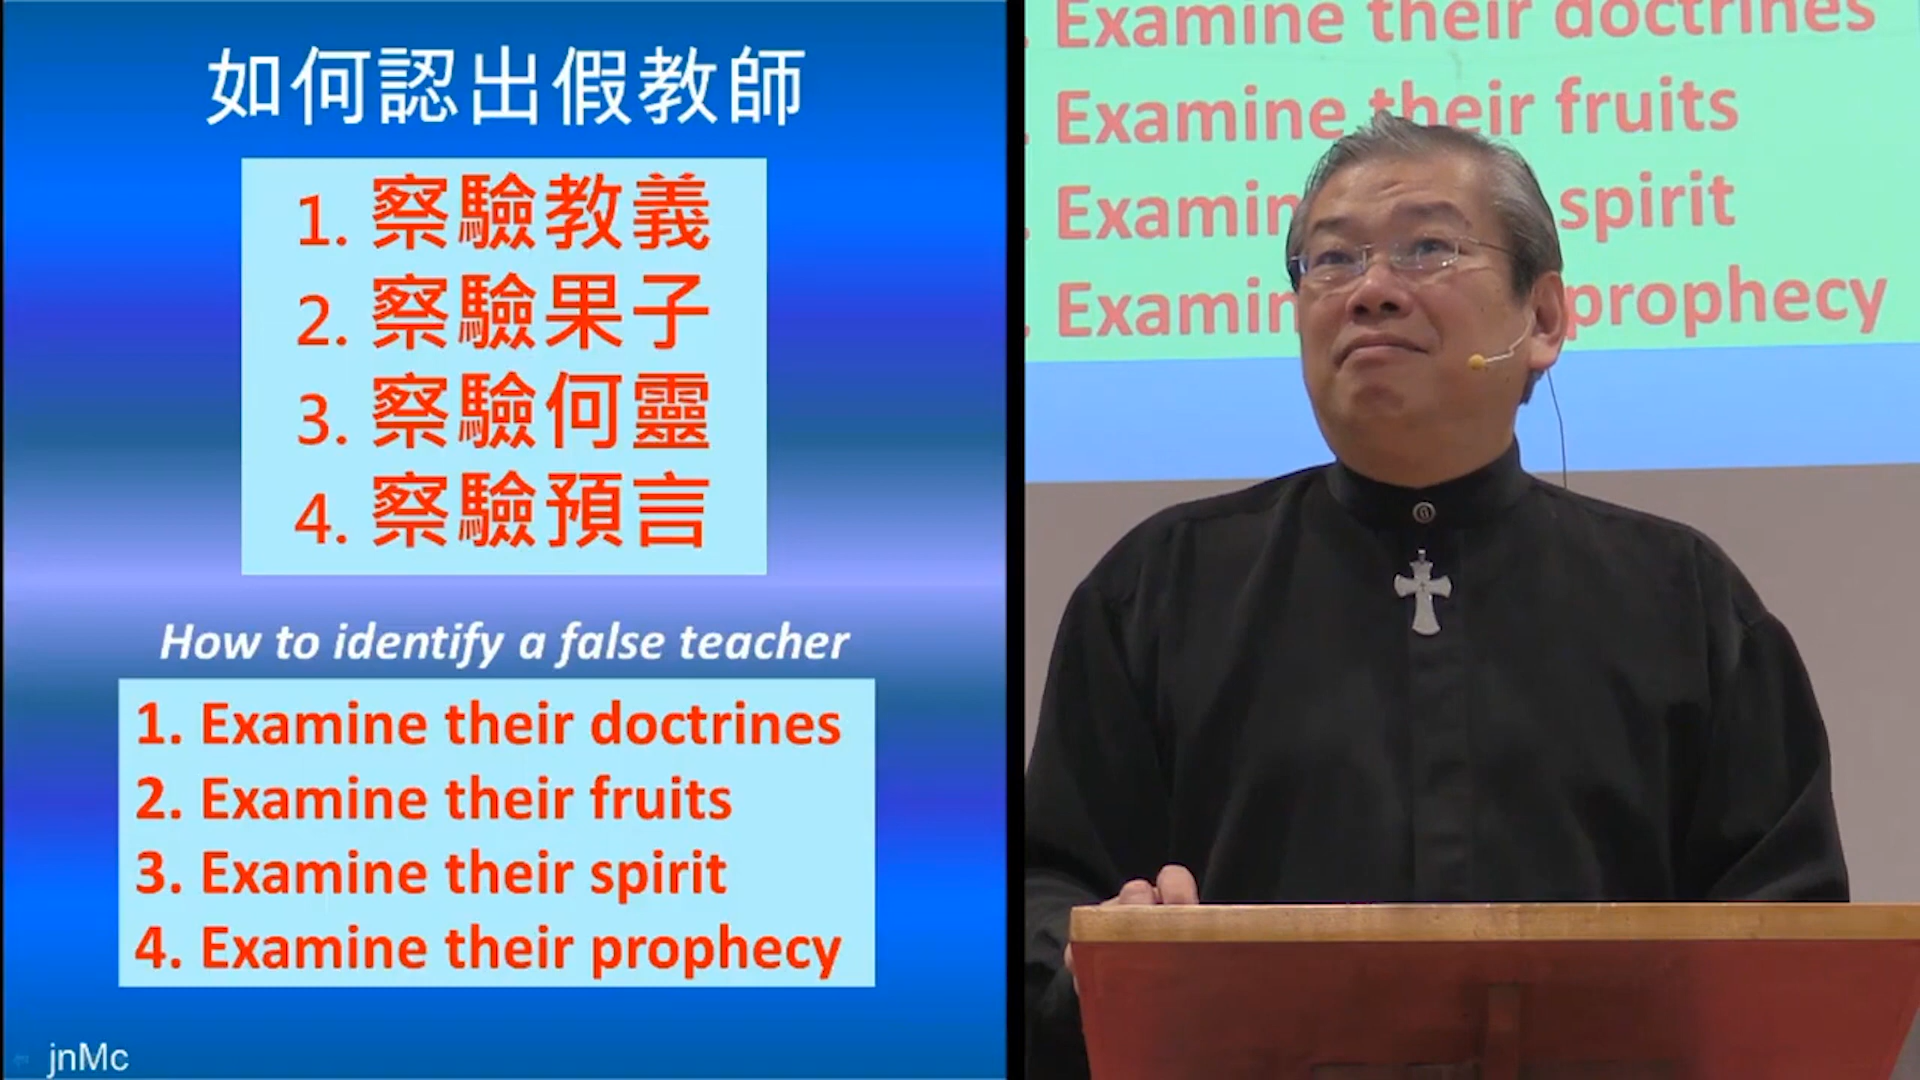 如何認出假教師
1. 察驗教義
2. 察驗果子
3. 察驗何靈
4. 察驗預言
How to identify a false teacher
1. Examine their doctrines
2. Examine their fruits
3. Examine their spirit
4. Examine their prophecy
jnMc
Examine their doctrines
Examine their fruits
spirit
prophecy